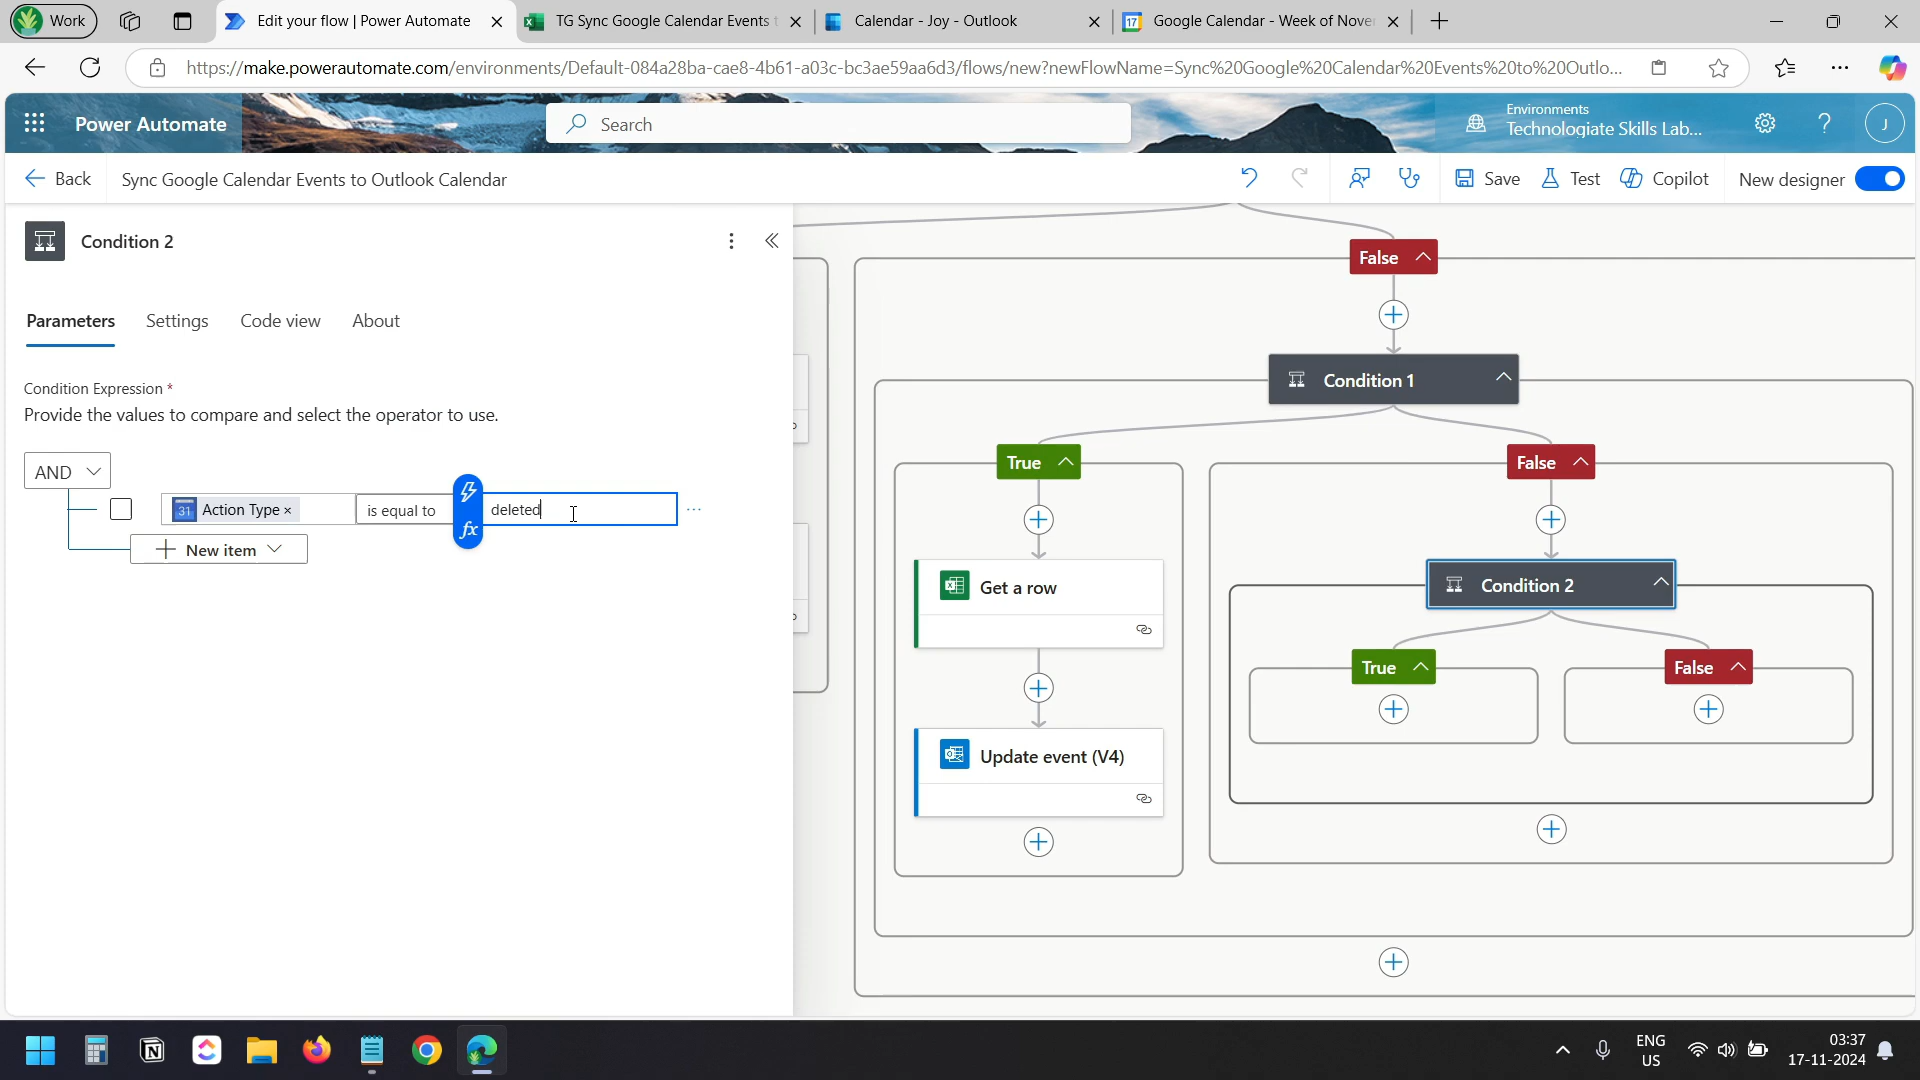 Work
Edit your flow | Power Automate
TG Sync Google Calendar Events
Calendar - Joy - Outlook
17
Google Calendar - Week of Nove
https://make.powerautomate.com/environments/Default-084a28ba-cae8-4b61-a03c-bc3ae59aa6d3/flows/new?newFlowName=Sync%20Google%20Calendar%20Events%20to%20Outlo...
Power Automate
Search
Environments
Technologiate Skills Lab...
J
Back
Sync Google Calendar Events to Outlook Calendar
Save
Test
Copilot
New designer
Condition 2
Parameters
Settings
Code view
About
Condition Expression *
Provide the values to compare and select the operator to use.
AND
31
Action Type ×
is equal to
fx
deleted
...
New item
False
Condition 1
True
False
Get a row
Condition 2
True
False
Update event (V4)
ENG
US
03:37
17-11-2024